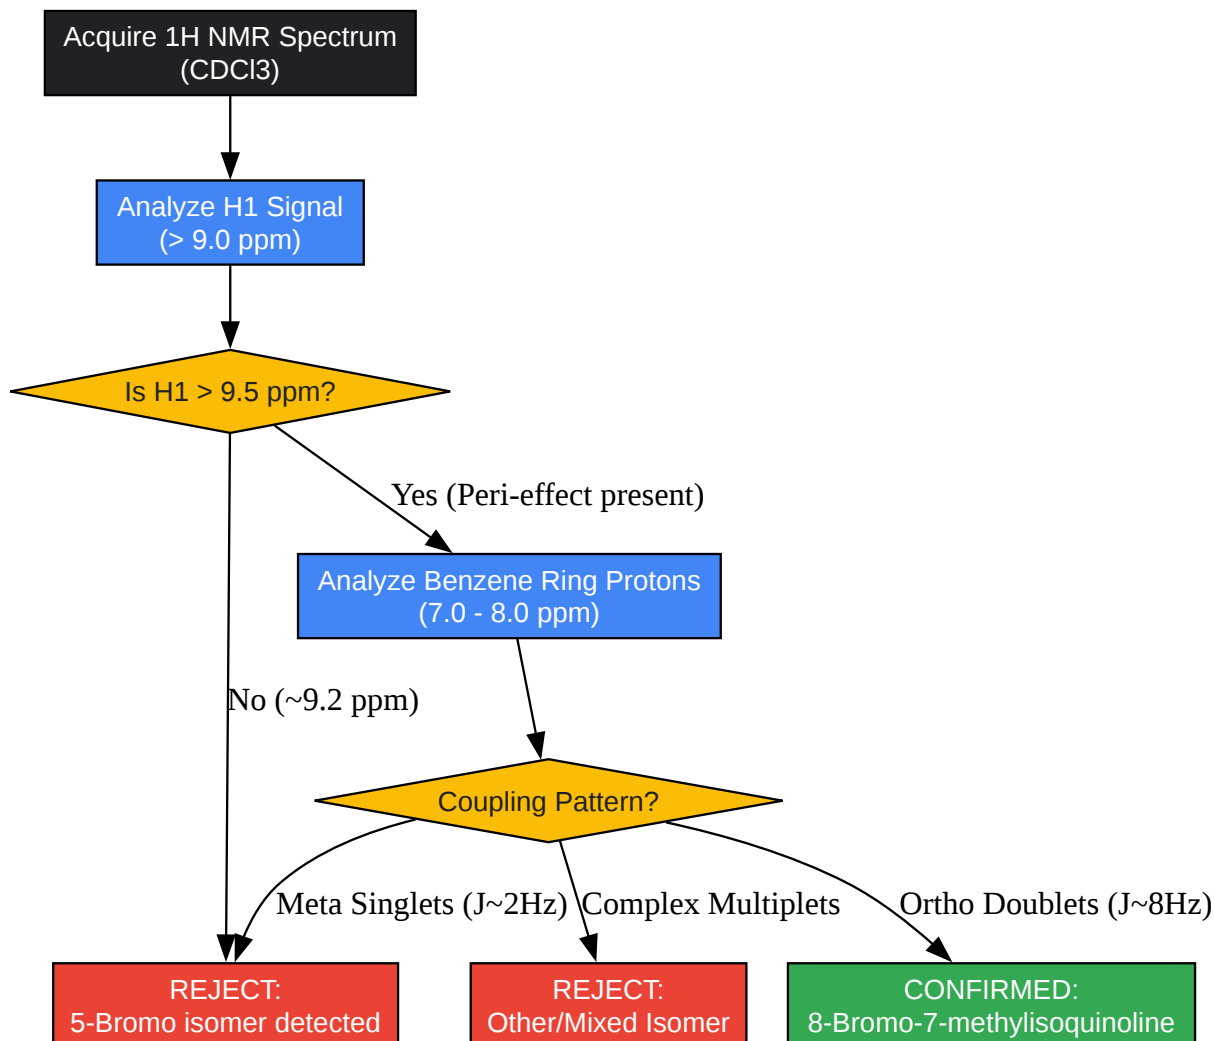 Acquire 1H NMR Spectrum
(CDCl3)
Analyze H1 Signal
(> 9.0 ppm)
Is H1 > 9.5 ppm?
Yes (Peri-effect present)
Analyze Benzene Ring Protons
(7.0 - 8.0 ppm)
No (~9.2 ppm)
Coupling Pattern?
Meta Singlets (J~2Hz)
Complex Multiplets
Ortho Doublets (J~8Hz)
REJECT:
5-Bromo isomer detected
REJECT:
Other/Mixed Isomer
CONFIRMED:
8-Bromo-7-methylisoquinoline